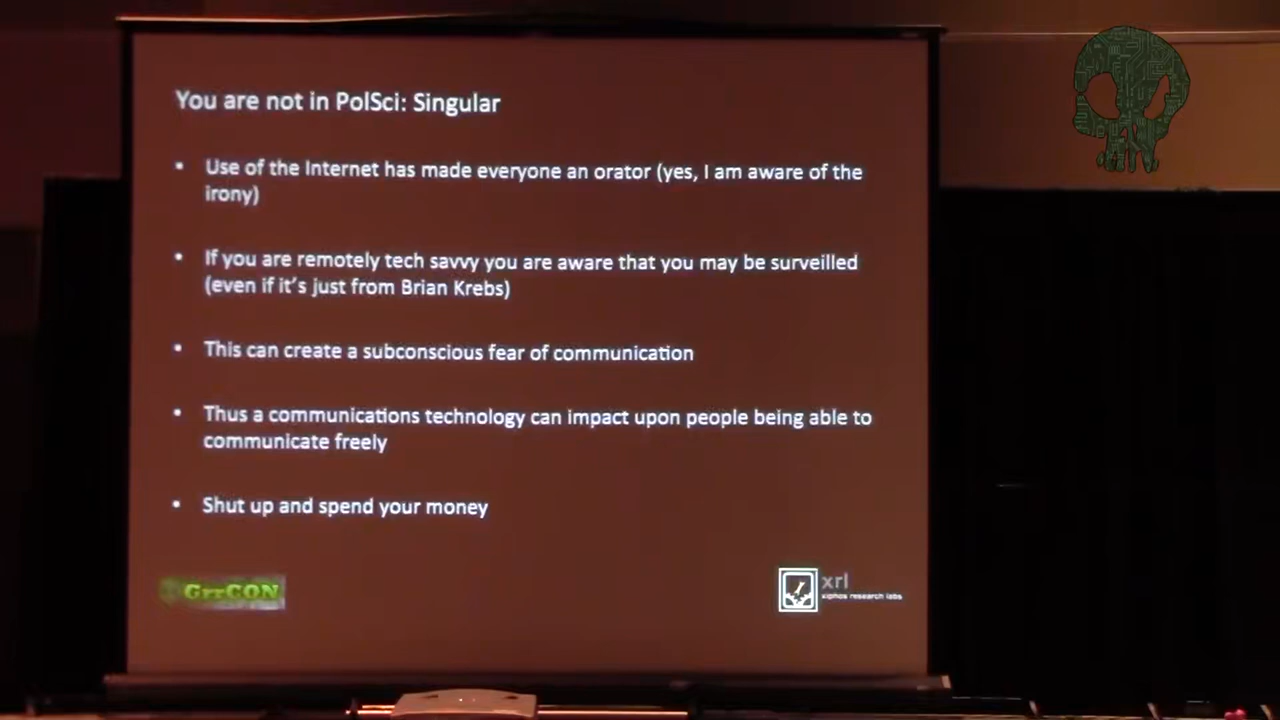 You are not in PolSci: Singular
▪ Use of the Internet has made everyone an orator (yes, I am aware of the
irony)
▪ If you are remotely tech savvy you are aware that you may be surveilled
(even if it's just from Brian Krebs)
▪ This can create a subconscious fear of communication
▪ Thus a communications technology can impact upon people being able to
communicate freely
▪ Shut up and spend your money
GrrCON
xrl
xiphos research labs